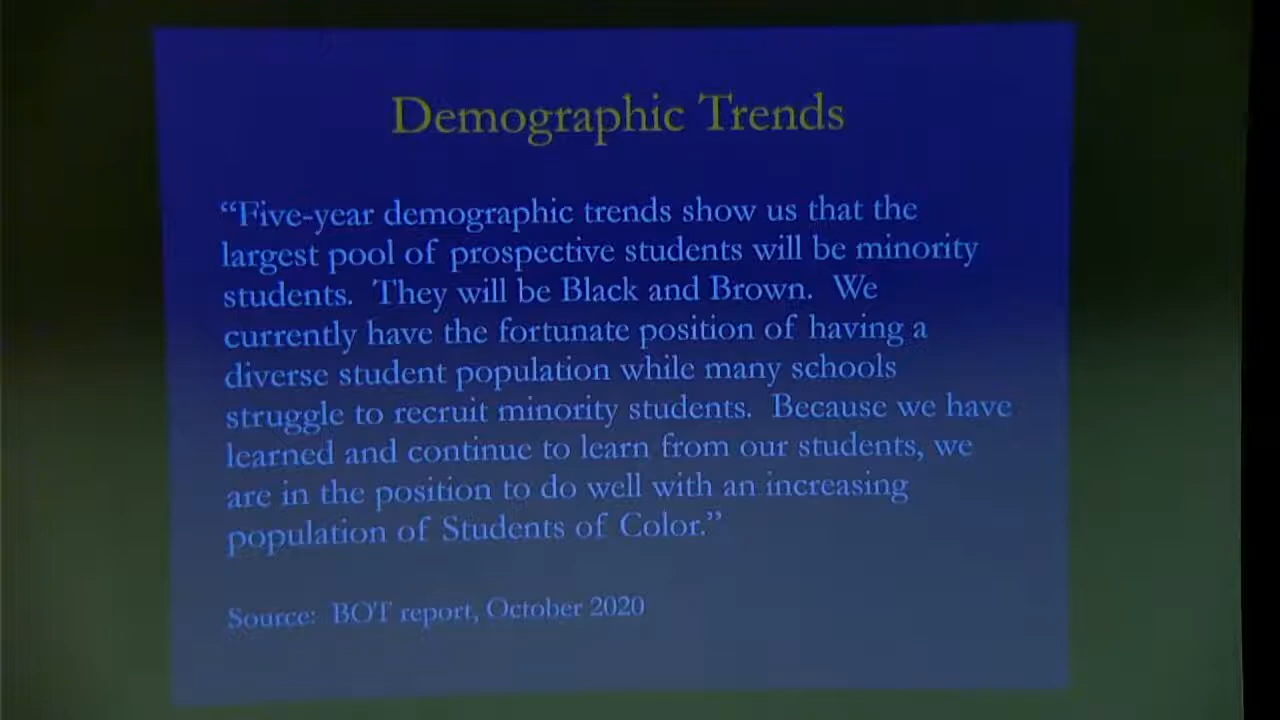 Demographic Trends
“Five-year demographic trends show us that the
largest pool of prospective students will be minority
students.  They will be Black and Brown.  We
currently have the fortunate position of having a
diverse student population while many schools
struggle to recruit minority students.  Because we have
learned and continue to learn from our students, we
are in the position to do well with an increasing
population of Students of Color.”
Source:  BOT report, October 2020